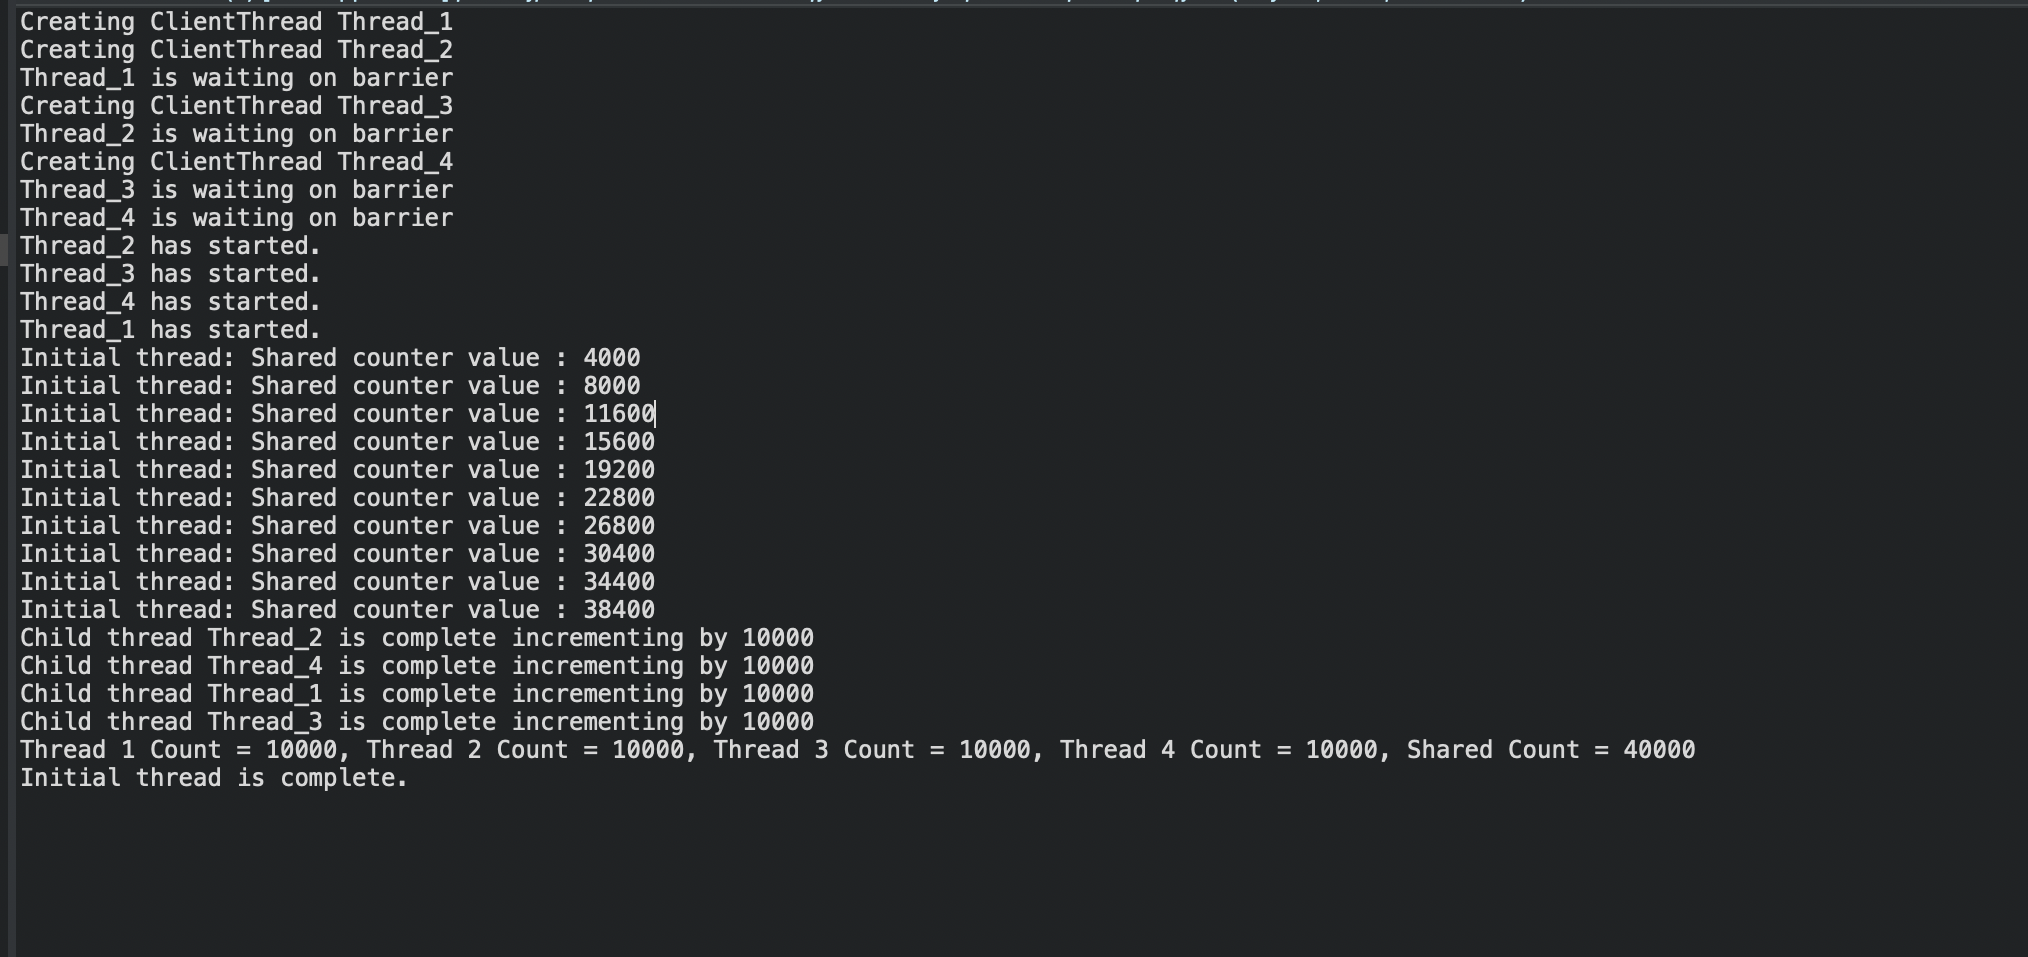 Creating ClientThread Thread_1
Creating ClientThread Thread_2
Thread_1 is waiting on barrier
Creating ClientThread Thread_3
Thread_2 is waiting on barrier
Creating ClientThread Thread_4
Thread_3 is waiting on barrier
Thread_4 is waiting on barrier
Thread_2 has started.
Thread_3 has started.
Thread_4 has started.
Thread_1 has started.
Initial thread: Shared counter value : 4000
Initial thread: Shared counter value : 8000
Initial thread: Shared counter value : 11600
Initial thread: Shared counter value : 15600
Initial thread: Shared counter value : 19200
Initial thread: Shared counter value : 22800
Initial thread: Shared counter value : 26800
Initial thread: Shared counter value : 30400
Initial thread: Shared counter value : 34400
Initial thread: Shared counter value : 38400
Child thread Thread_2 is complete incrementing by 10000
Child thread Thread_4 is complete incrementing by 10000
Child thread Thread_1 is complete incrementing by 10000
Child thread Thread_3 is complete incrementing by 10000
Thread 1 Count = 10000, Thread 2 Count = 10000, Thread 3 Count = 10000, Thread 4 Count = 10000, Shared Count = 40000
Initial thread is complete.